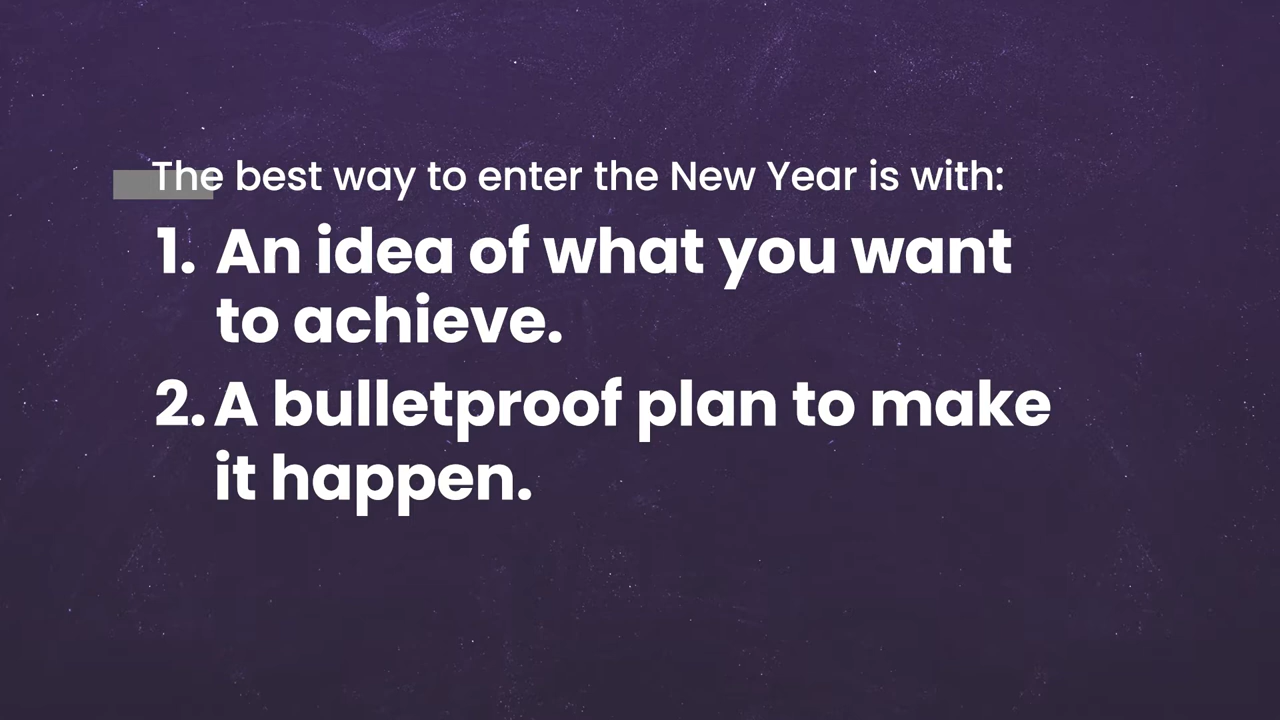 The best way to enter the New Year is with:
1. An idea of what you want
to achieve.
2. A bulletproof plan to make
it happen.